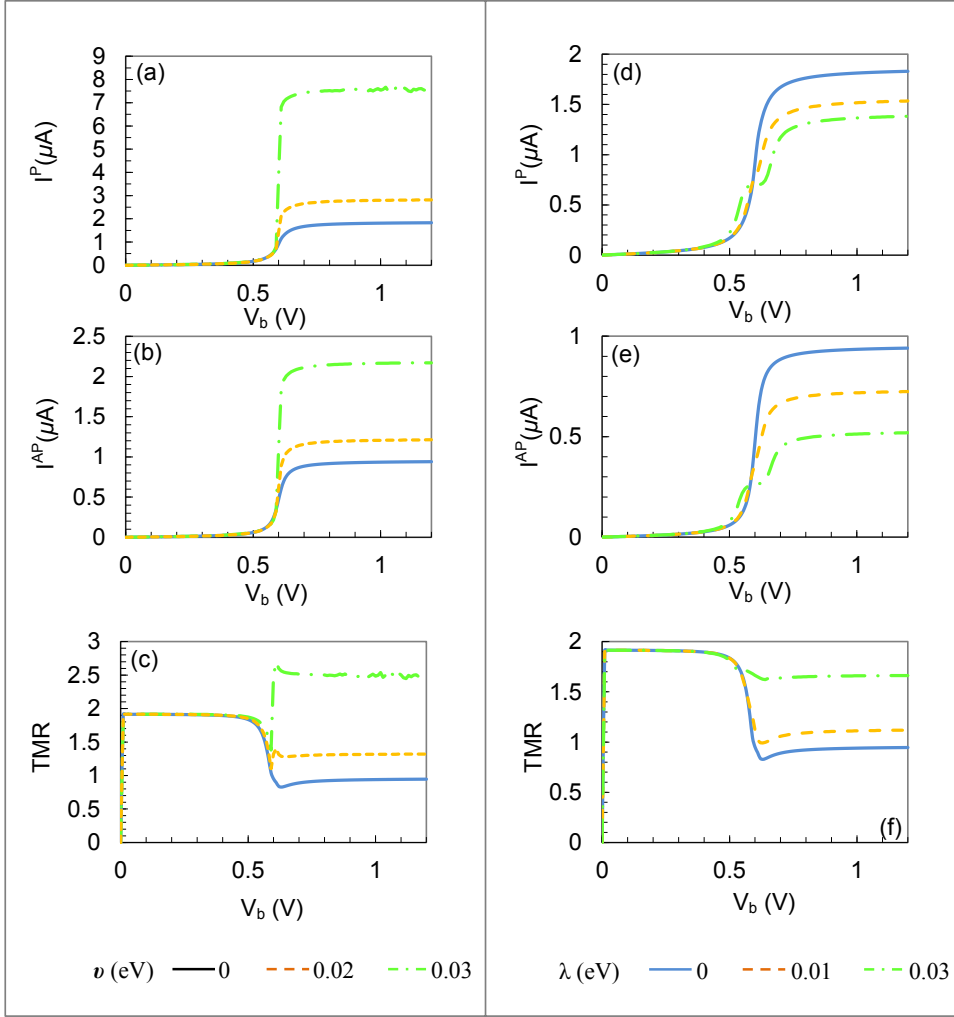 (a)
I^P(μA)
9
8
7
6
5
4
3
2
1
0
0 0.5 1
V_b (V)
(b)
I^AP(μA)
2.5
2
1.5
1
0.5
0
0 0.5 1
V_b (V)
(c)
TMR
3
2.5
2
1.5
1
0.5
0
0 0.5 1
V_b (V)
υ (eV) 0 0.02 0.03
(d)
I^P(μA)
2
1.5
1
0.5
0
0 0.5 1
V_b (V)
(e)
I^AP(μA)
1
0.5
0
0 0.5 1
V_b (V)
TMR
2
1.5
1
0.5
0
(f)
0 0.5 1
V_b (V)
λ (eV) 0 0.01 0.03